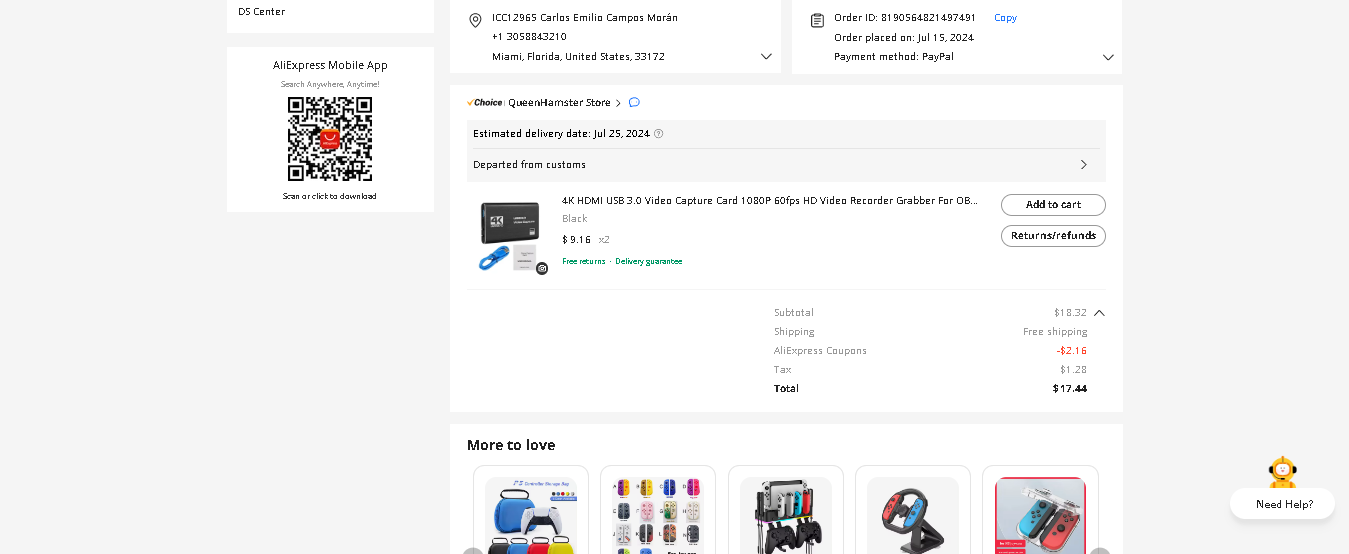 DS Center
AliExpress Mobile App
Search Anywhere, Anytime!
Scan or click to download
ICC12965 Carlos Emilio Campos Morán
+1 3058843210
Miami, Florida, United States, 33172
Order ID: 8190564821497491 Copy
Order placed on: Jul 15, 2024
Payment method: PayPal
Choice QueenHamster Store
Estimated delivery date: Jul 25, 2024
Departed from customs
4K
4K HDMI USB 3.0 Video Capture Card 1080P 60fps HD Video Recorder Grabber For OB...
Black
$ 9.16 x2
Free returns · Delivery guarantee
Add to cart
Returns/refunds
Subtotal $18.32
Shipping Free shipping
AliExpress Coupons -$2.16
Tax $1.28
Total $17.44
More to love
Controller Storage Bag
Need Help?